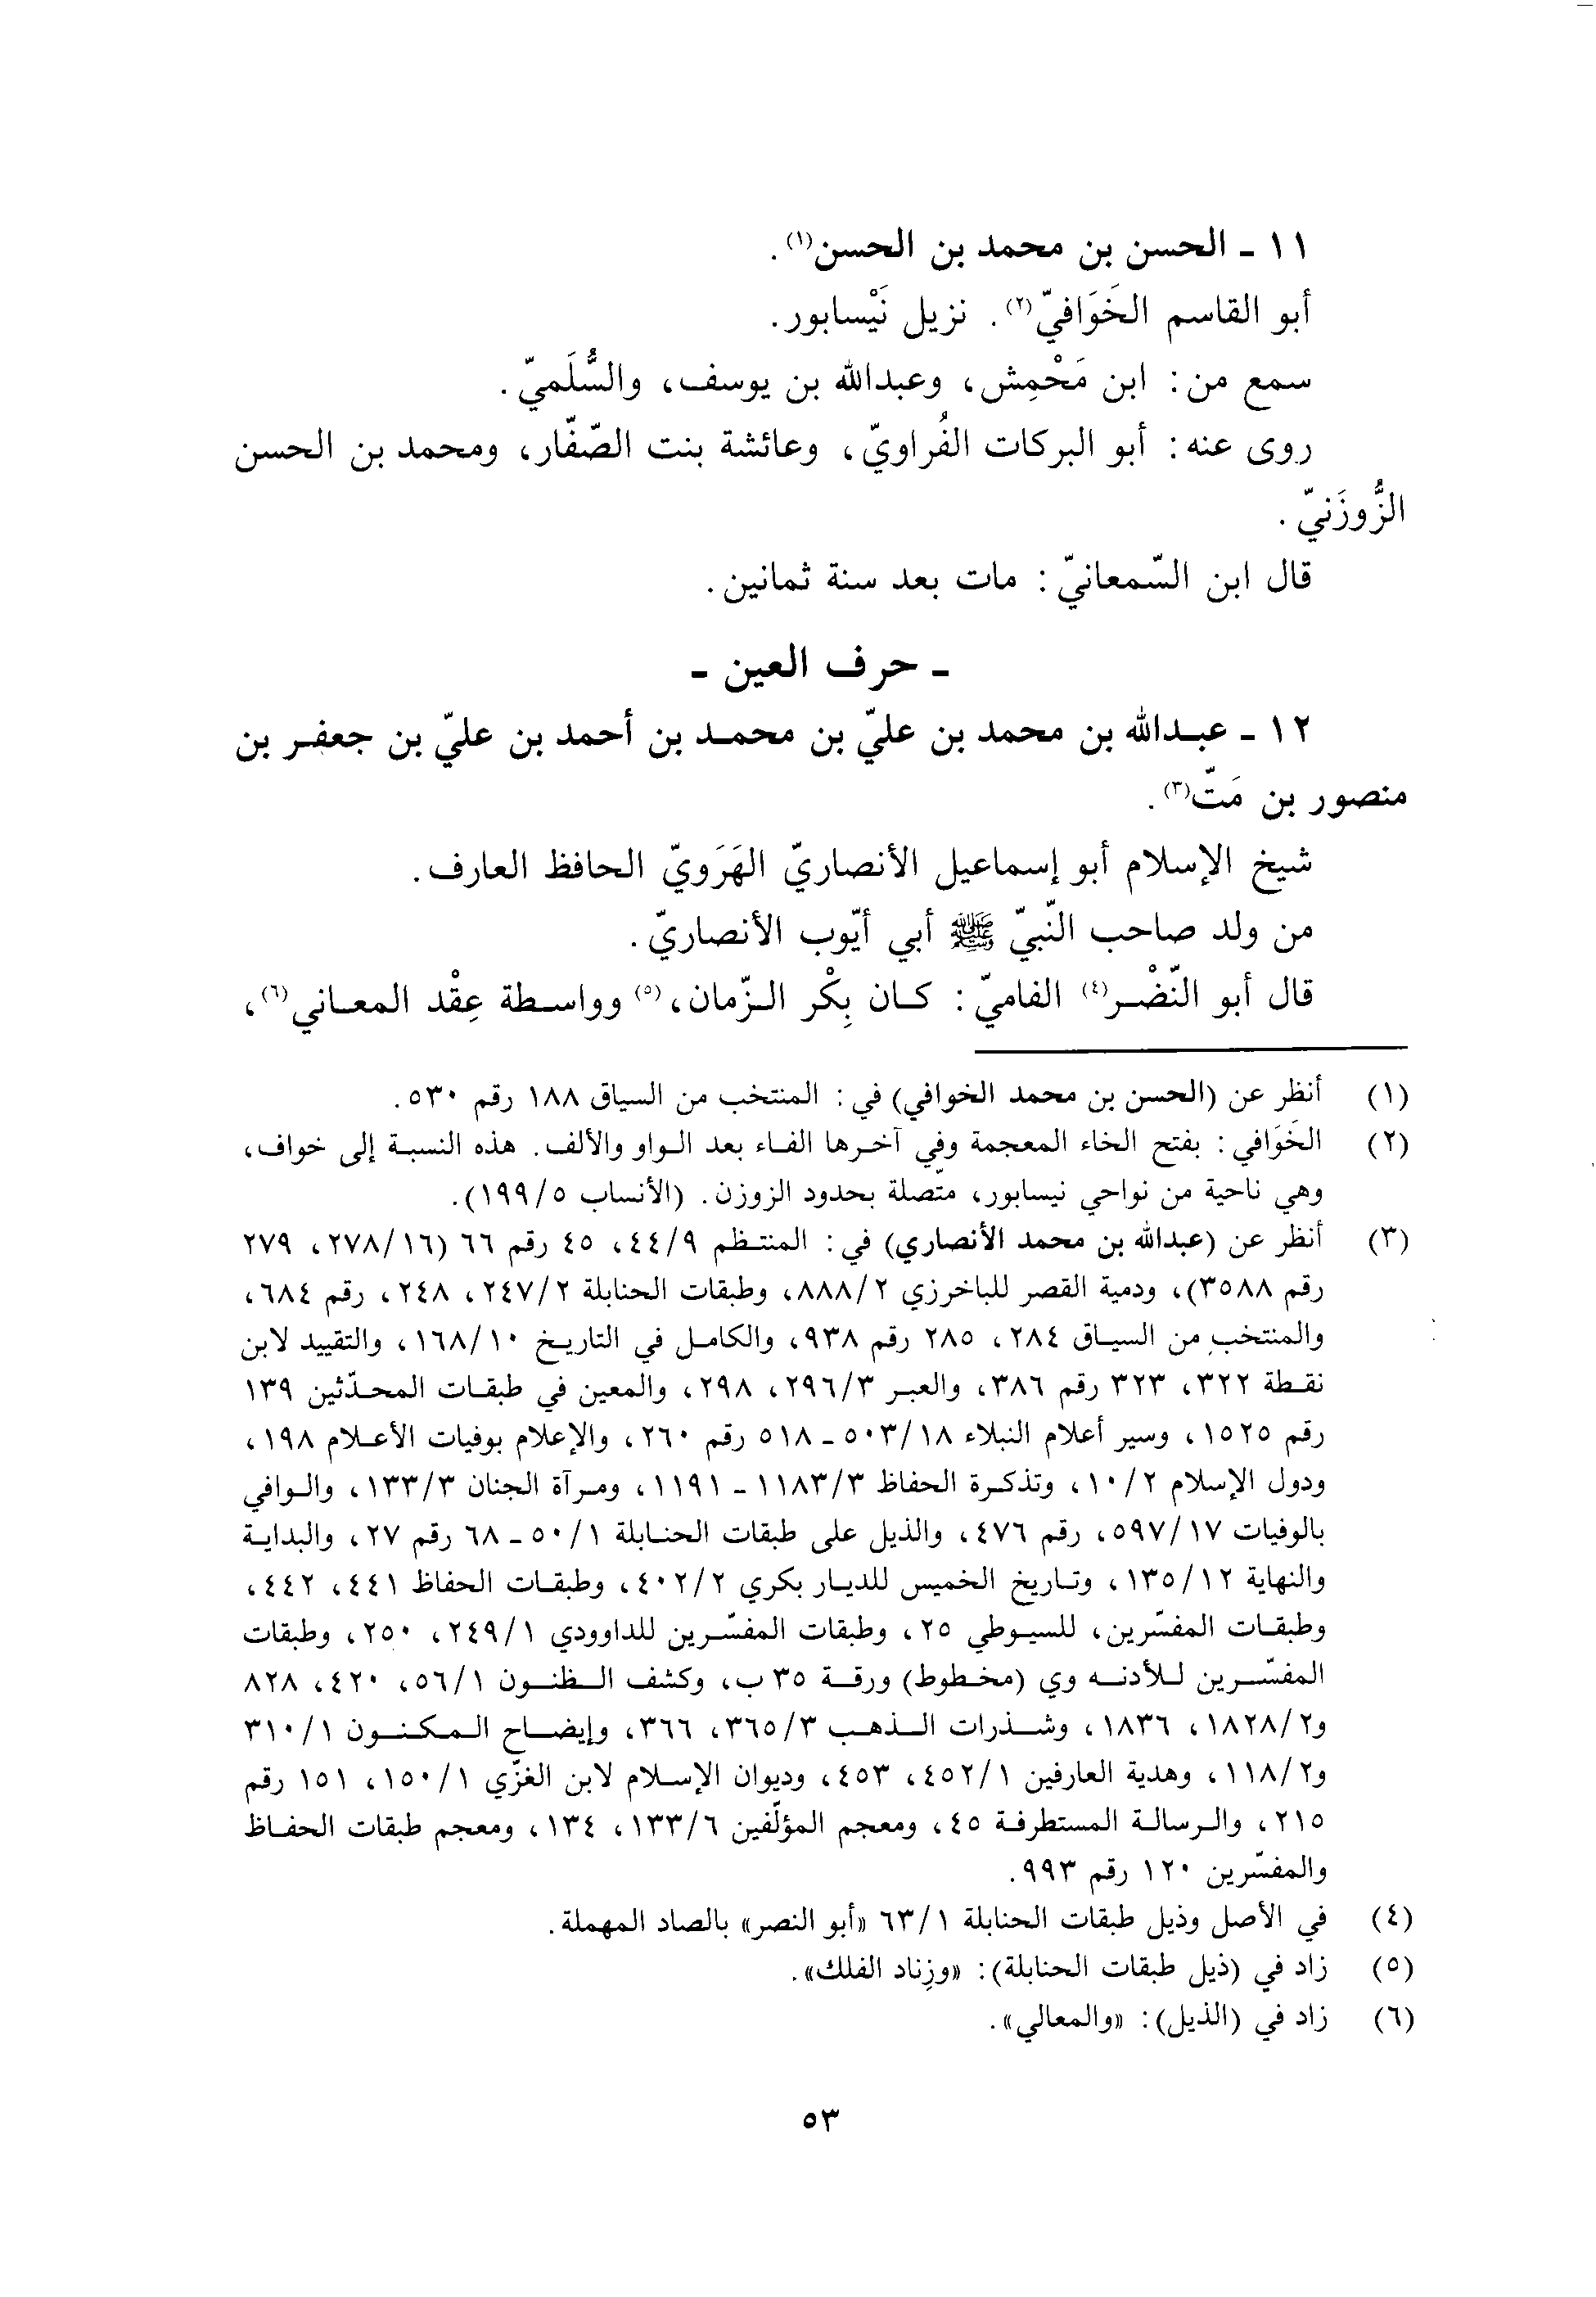 ١١ ـ الحسن بن محمد بن الحسن(١).
أبو القاسم الخَوَافيّ(٢). نزيل نَيْسابور.
سمع من: ابن مَحْمِش، وعبدالله بن يوسف، والسُّلَميّ.
روى عنه: أبو البركات الفُراويّ، وعائشة بنت الصّفّار، ومحمد بن الحسن
الزُّوزَنيّ.
قال ابن السّمعانيّ: مات بعد سنة ثمانين.
ـ حرف العين ـ
١٢ ـ عبدالله بن محمد بن عليّ بن محمد بن أحمد بن عليّ بن جعفر بن
منصور بن مَتّ(٣).
شيخ الإسلام أبو إسماعيل الأنصاريّ الهَرَويّ الحافظ العارف.
من ولد صاحب النّبيّ ﷺ أبي أيّوب الأنصاريّ.
قال أبو النّضْر(٤) الفاميّ: كان بِكْر الزّمان،(٥) وواسطة عِقْد المعاني(٦)،
(١) أنظر عن (الحسن بن محمد الخوافي) في: المنتخب من السياق ١٨٨ رقم ٥٣٠.
(٢) الخَوَافي: بفتح الخاء المعجمة وفي آخرها الفاء بعد الواو والألف. هذه النسبة إلى خواف،
وهي ناحية من نواحي نيسابور، متّصلة بحدود الزوزن. (الأنساب ١٩٩/٥).
(٣) أنظر عن (عبدالله بن محمد الأنصاري) في: المنتظم ٤٤/٩، ٤٥ رقم ٦٦ (٢٧٨/١٦، ٢٧٩
رقم ٣٥٨٨)، ودمية القصر للباخرزي ٨٨٨/٢، وطبقات الحنابلة ٢٤٧/٢، ٢٤٨، رقم ٦٨٤،
والمنتخب من السياق ٢٨٤، ٢٨٥ رقم ٩٣٨، والكامل في التاريخ ١٦٨/١٠، والتقييد لابن
نقطة ٣٢٢، ٣٢٣ رقم ٣٨٦، والعبر ٢٩٦/٣، ٢٩٨، والمعين في طبقات المحدّثين ١٣٩
رقم ١٥٢٥، وسير أعلام النبلاء ٥٠٣/١٨ ـ ٥١٨ رقم ٢٦٠، والإعلام بوفيات الأعلام ١٩٨،
ودول الإسلام ١٠/٢، وتذكرة الحفاظ ١١٨٣/٣ ـ ١١٩١، ومرآة الجنان ١٣٣/٣، والوافي
بالوفيات ٥٩٧/١٧، رقم ٤٧٦، والذيل على طبقات الحنابلة ٥٠/١ ـ ٦٨ رقم ٢٧، والبداية
والنهاية ١٣٥/١٢، وتاريخ الخميس للديار بكري ٤٠٢/٢، وطبقات الحفاظ ٤٤١، ٤٤٢،
وطبقات المفسّرين، للسيوطي ٢٥، وطبقات المفسّرين للداوودي ٢٤٩/١، ٢٥٠، وطبقات
المفسّرين للأدنه وي (مخطوط) ورقة ٣٥ ب، وكشف الظنون ٥٦/١، ٤٢٠، ٨٢٨
و١٨٢٨/٢، ١٨٣٦، وشذرات الذهب ٣٦٥/٣، ٣٦٦، وإيضاح المكنون ٣١٠/١
و١١٨/٢، وهدية العارفين ٤٥٢/١، ٤٥٣، وديوان الإسلام لابن الغزّي ١٥٠/١، ١٥١ رقم
٢١٥، والرسالة المستطرفة ٤٥، ومعجم المؤلّفين ١٣٣/٦، ١٣٤، ومعجم طبقات الحفاظ
والمفسّرين ١٢٠ رقم ٩٩٣.
(٤) في الأصل وذيل طبقات الحنابلة ٦٣/١ «أبو النصر» بالصاد المهملة.
(٥) زاد في (ذيل طبقات الحنابلة): «وزِناد الفلك».
(٦) زاد في (الذيل): «والمعالي».
٥٣